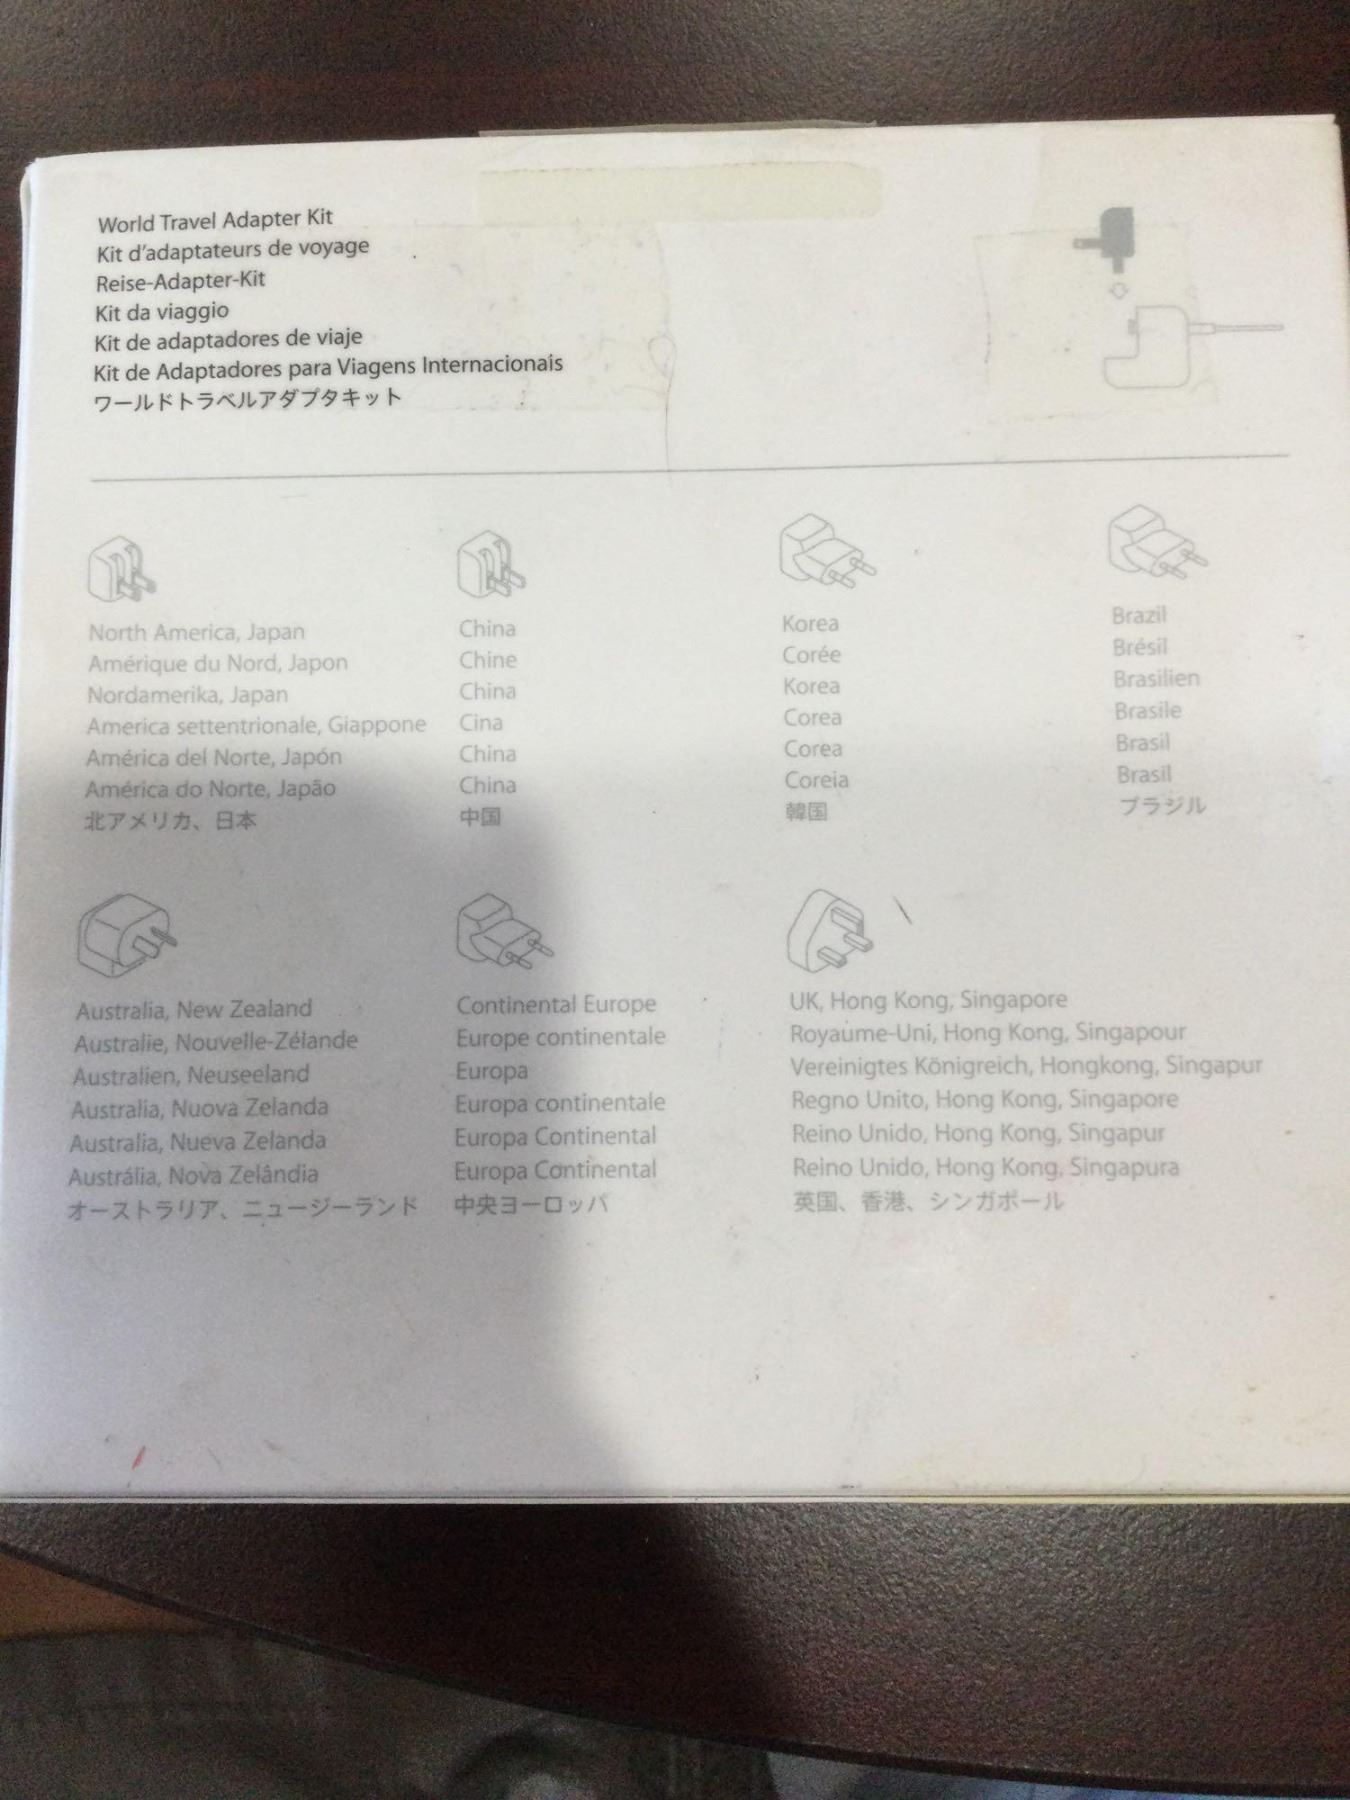 World Travel Adapter Kit
Kit d'adaptateurs de voyage
Reise-Adapter-Kit
Kit da viaggio
Kit de adaptadores de viaje
Kit de Adaptadores para Viagens Internacionais
ワールドトラベルアダプタキット
North America, Japan
Amérique du Nord, Japon
Nordamerika, Japan
America settentrionale, Giappone
América del Norte, Japón
América do Norte, Japão
北アメリカ、日本
China
Chine
China
Cina
China
China
中国
Korea
Corée
Korea
Corea
Corea
Coreia
韓国
Brazil
Brésil
Brasilien
Brasile
Brasil
Brasil
ブラジル
Australia, New Zealand
Australie, Nouvelle-Zélande
Australien, Neuseeland
Australia, Nuova Zelanda
Australia, Nueva Zelanda
Austrália, Nova Zelândia
オーストラリア、ニュージーランド
Continental Europe
Europe continentale
Europa
Europa continentale
Europa Continental
Europa Continental
中央ヨーロッパ
UK, Hong Kong, Singapore
Royaume-Uni, Hong Kong, Singapour
Vereinigtes Königreich, Hongkong, Singapur
Regno Unito, Hong Kong, Singapore
Reino Unido, Hong Kong, Singapur
Reino Unido, Hong Kong, Singapura
英国、香港、シンガポール